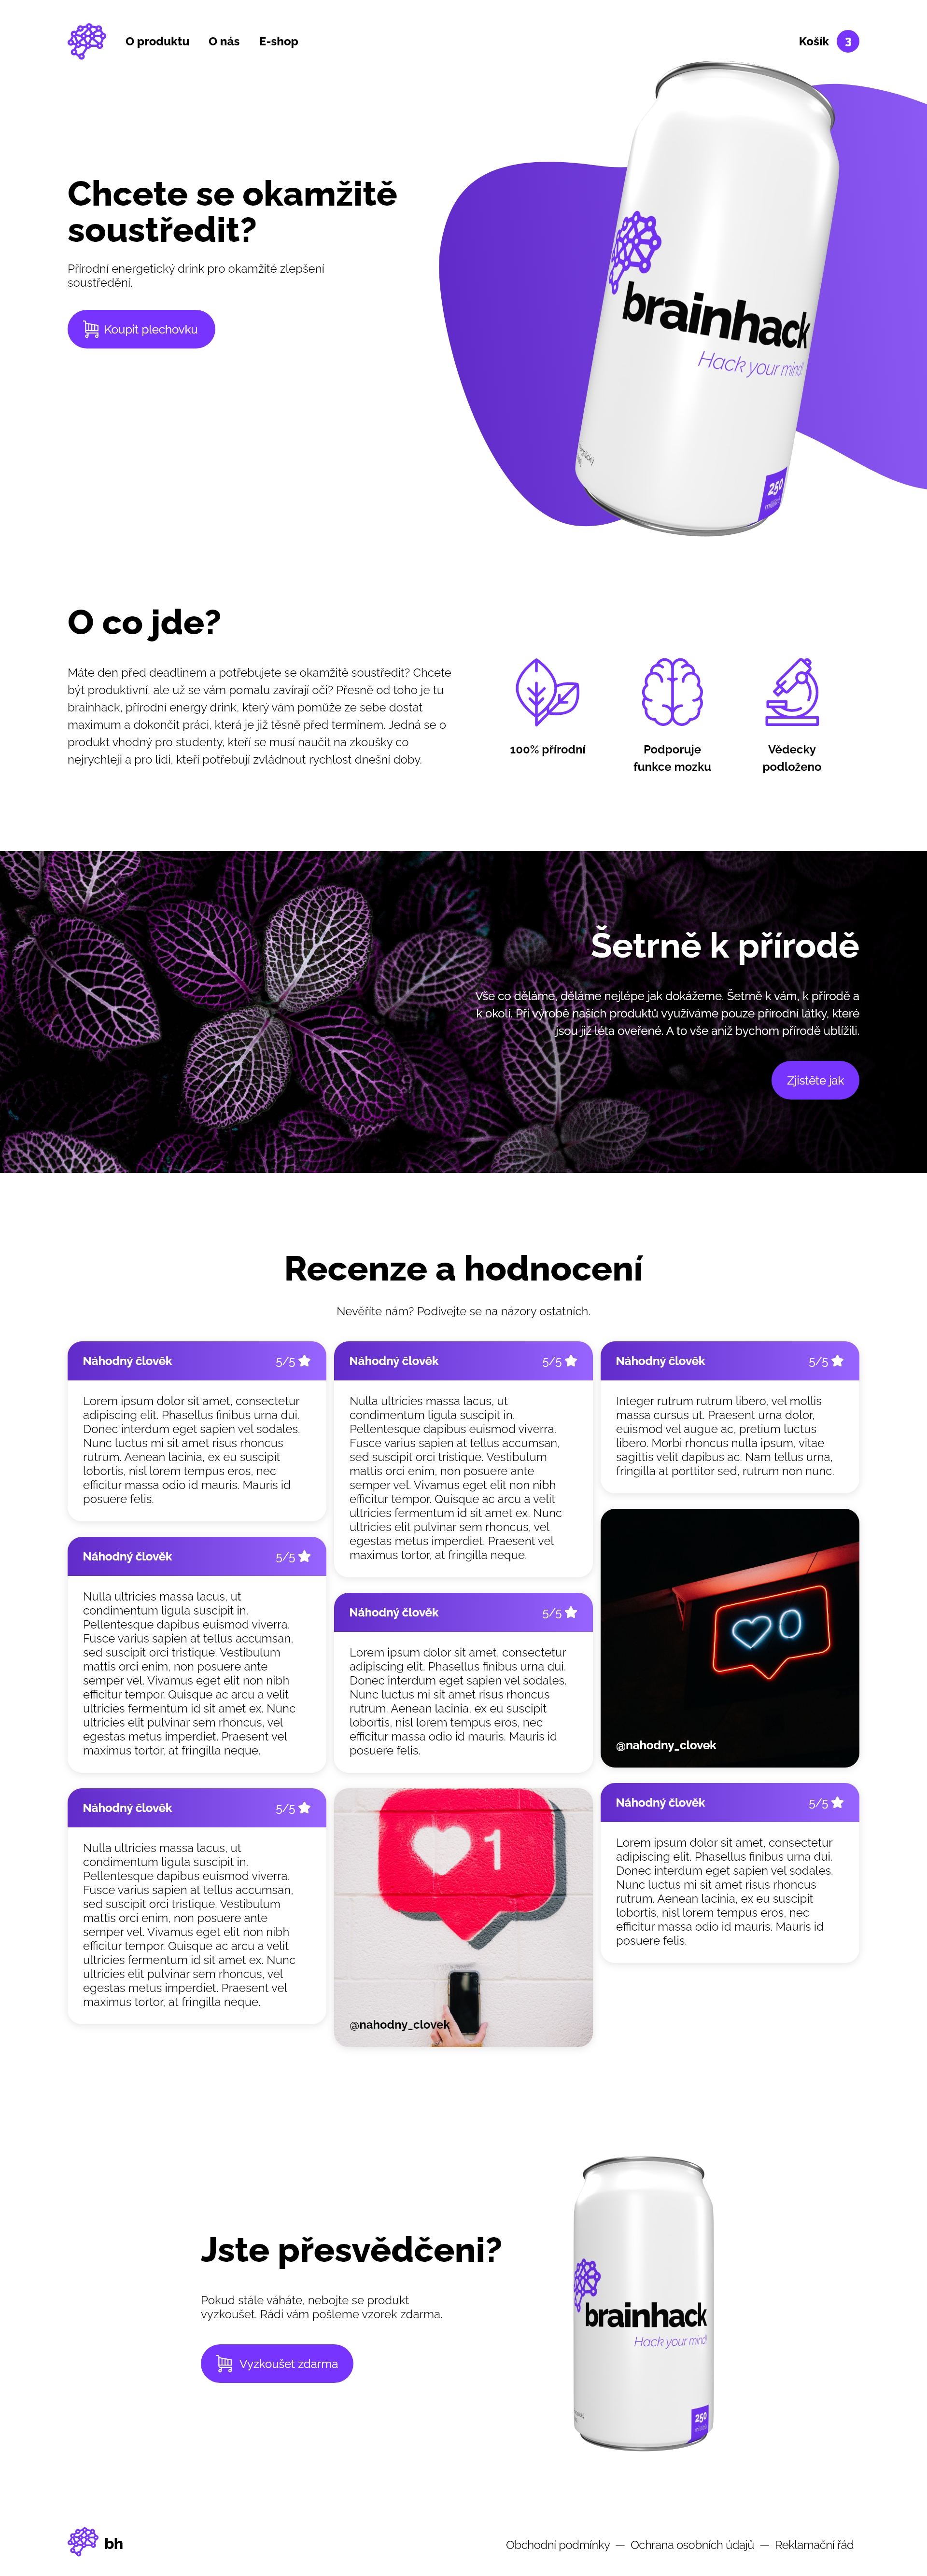 O produktu
O nás
E-shop
Košík
3
Chcete se okamžitě
soustředit?
Přírodní energetický drink pro okamžité zlepšení
soustředění.
Koupit plechovku
brainhack
Hack your mind!
250
O co jde?
Máte den před deadlinem a potřebujete se okamžitě soustředit? Chcete
být produktivní, ale už se vám pomalu zavírají oči? Přesně od toho je tu
brainhack, přírodní energy drink, který vám pomůže ze sebe dostat
maximum a dokončit práci, která je již těsně před termínem. Jedná se o
produkt vhodný pro studenty, kteří se musí naučit na zkoušky co
nejrychleji a pro lidi, kteří potřebují zvládnout rychlost dnešní doby.
100% přírodní
Podporuje
funkce mozku
Vědecky
podloženo
Šetrně k přírodě
Vše co děláme, děláme nejlépe jak dokážeme. Šetrně k vám, k přírodě a
k okolí. Při výrobě našich produktů využíváme pouze přírodní látky, které
jsou již léta oveřené. A to vše aniž bychom přírodě ublížili.
Zjistěte jak
Recenze a hodnocení
Nevěříte nám? Podívejte se na názory ostatních.
Náhodný člověk
5/5
Lorem ipsum dolor sit amet, consectetur
adipiscing elit. Phasellus finibus urna dui.
Donec interdum eget sapien vel sodales.
Nunc luctus mi sit amet risus rhoncus
rutrum. Aenean lacinia, ex eu suscipit
lobortis, nisl lorem tempus eros, nec
efficitur massa odio id mauris. Mauris id
posuere felis.
Náhodný člověk
5/5
Nulla ultricies massa lacus, ut
condimentum ligula suscipit in.
Pellentesque dapibus euismod viverra.
Fusce varius sapien at tellus accumsan,
sed suscipit orci tristique. Vestibulum
mattis orci enim, non posuere ante
semper vel. Vivamus eget elit non nibh
efficitur tempor. Quisque ac arcu a velit
ultricies fermentum id sit amet ex. Nunc
ultricies elit pulvinar sem rhoncus, vel
egestas metus imperdiet. Praesent vel
maximus tortor, at fringilla neque.
Náhodný člověk
5/5
Nulla ultricies massa lacus, ut
condimentum ligula suscipit in.
Pellentesque dapibus euismod viverra.
Fusce varius sapien at tellus accumsan,
sed suscipit orci tristique. Vestibulum
mattis orci enim, non posuere ante
semper vel. Vivamus eget elit non nibh
efficitur tempor. Quisque ac arcu a velit
ultricies fermentum id sit amet ex. Nunc
ultricies elit pulvinar sem rhoncus, vel
egestas metus imperdiet. Praesent vel
maximus tortor, at fringilla neque.
Náhodný člověk
5/5
Nulla ultricies massa lacus, ut
condimentum ligula suscipit in.
Pellentesque dapibus euismod viverra.
Fusce varius sapien at tellus accumsan,
sed suscipit orci tristique. Vestibulum
mattis orci enim, non posuere ante
semper vel. Vivamus eget elit non nibh
efficitur tempor. Quisque ac arcu a velit
ultricies fermentum id sit amet ex. Nunc
ultricies elit pulvinar sem rhoncus, vel
egestas metus imperdiet. Praesent vel
maximus tortor, at fringilla neque.
Náhodný člověk
5/5
Lorem ipsum dolor sit amet, consectetur
adipiscing elit. Phasellus finibus urna dui.
Donec interdum eget sapien vel sodales.
Nunc luctus mi sit amet risus rhoncus
rutrum. Aenean lacinia, ex eu suscipit
lobortis, nisl lorem tempus eros, nec
efficitur massa odio id mauris. Mauris id
posuere felis.
1
@nahodny_clovek
Náhodný člověk
5/5
Integer rutrum rutrum libero, vel mollis
massa cursus ut. Praesent urna dolor,
euismod vel augue ac, pretium luctus
libero. Morbi rhoncus nulla ipsum, vitae
sagittis velit dapibus ac. Nam tellus urna,
fringilla at porttitor sed, rutrum non nunc.
0
@nahodny_clovek
Náhodný člověk
5/5
Lorem ipsum dolor sit amet, consectetur
adipiscing elit. Phasellus finibus urna dui.
Donec interdum eget sapien vel sodales.
Nunc luctus mi sit amet risus rhoncus
rutrum. Aenean lacinia, ex eu suscipit
lobortis, nisl lorem tempus eros, nec
efficitur massa odio id mauris. Mauris id
posuere felis.
Jste přesvědčeni?
Pokud stále váháte, nebojte se produkt
vyzkoušet. Rádi vám pošleme vzorek zdarma.
Vyzkoušet zdarma
brainhack
Hack your mind!
250
bh
Obchodní podmínky — Ochrana osobních údajů — Reklamační řád